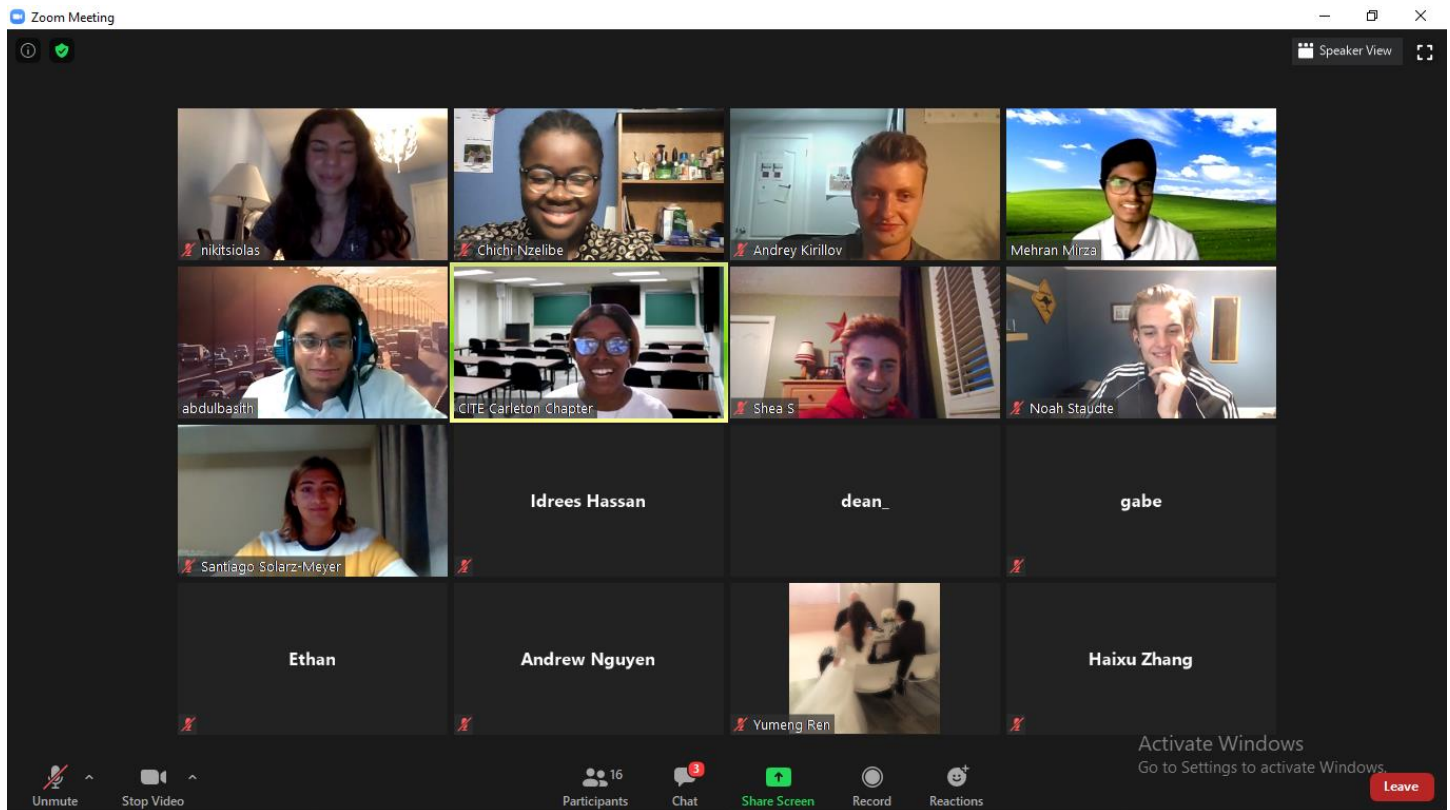 Zoom Meeting
Speaker View
nikitsiolas
Chichi Nzelibe
Andrey Kirillov
Mehran Mirza
abdulbasith
CITE Carleton Chapter
Shea S
Noah Staudte
Santiago Solarz-Meyer
Idrees Hassan
dean_
gabe
Ethan
Andrew Nguyen
Yumeng Ren
Haixu Zhang
Activate Windows
Go to Settings to activate Windows.
Unmute
Stop Video
16
Participants
3
Chat
Share Screen
Record
Reactions
Leave